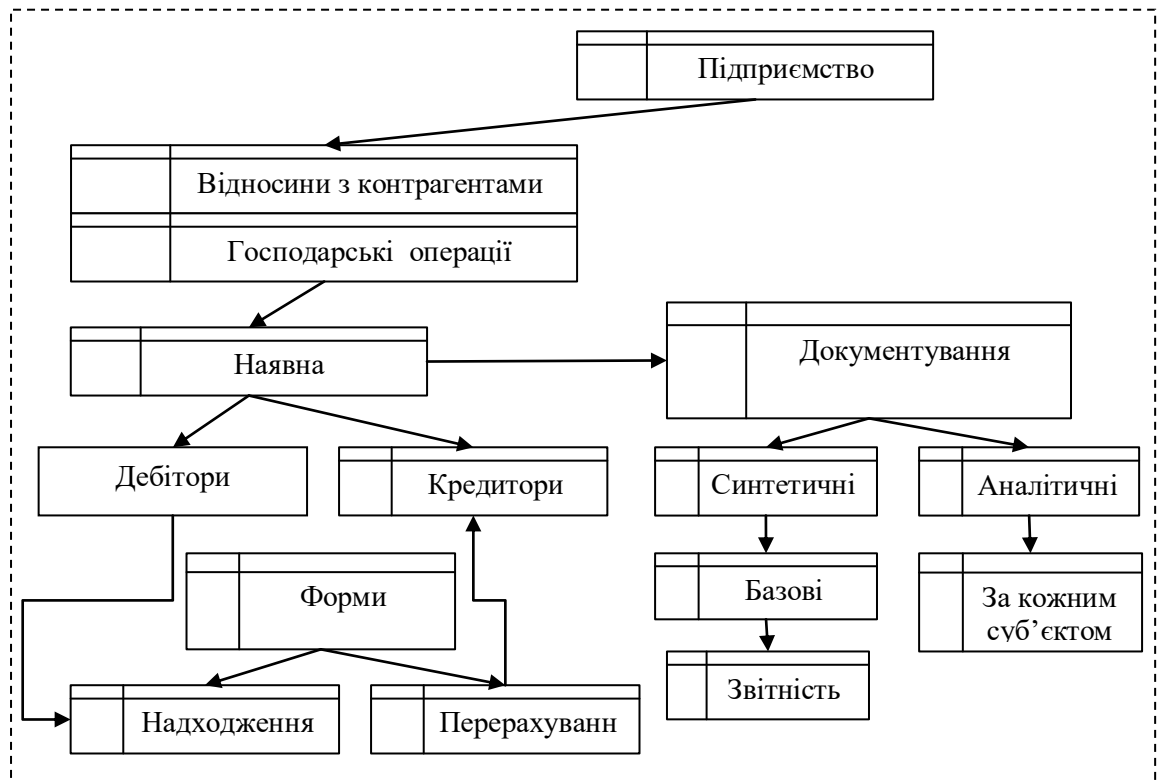 Підприємство
Відносини з контрагентами
Господарські операції
Наявна
Документування
Дебітори
Кредитори
Синтетичні
Аналітичні
Форми
Базові
За кожним
суб’єктом
Звітність
Надходження
Перерахуванн